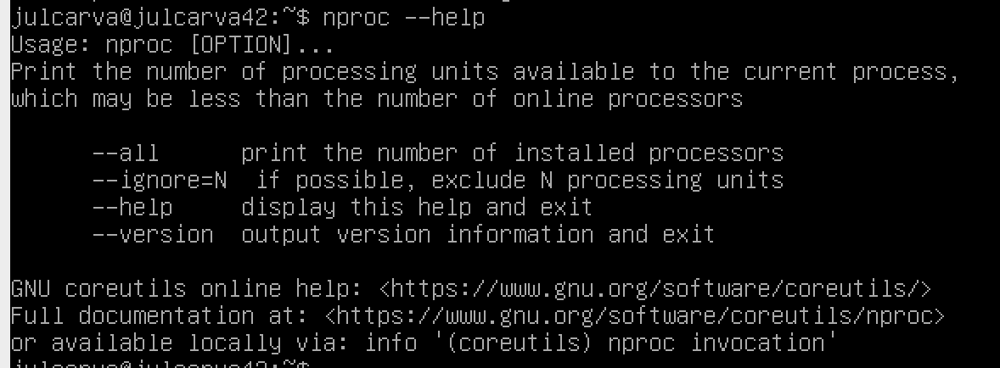 julcarva@julcarva42:~$ nproc --help
Usage: nproc [OPTION]...
Print the number of processing units available to the current process,
which may be less than the number of online processors

      --all      print the number of installed processors
      --ignore=N  if possible, exclude N processing units
      --help     display this help and exit
      --version  output version information and exit

GNU coreutils online help: <https://www.gnu.org/software/coreutils/>
Full documentation at: <https://www.gnu.org/software/coreutils/nproc>
or available locally via: info '(coreutils) nproc invocation'
julcarva@julcarva42:~$